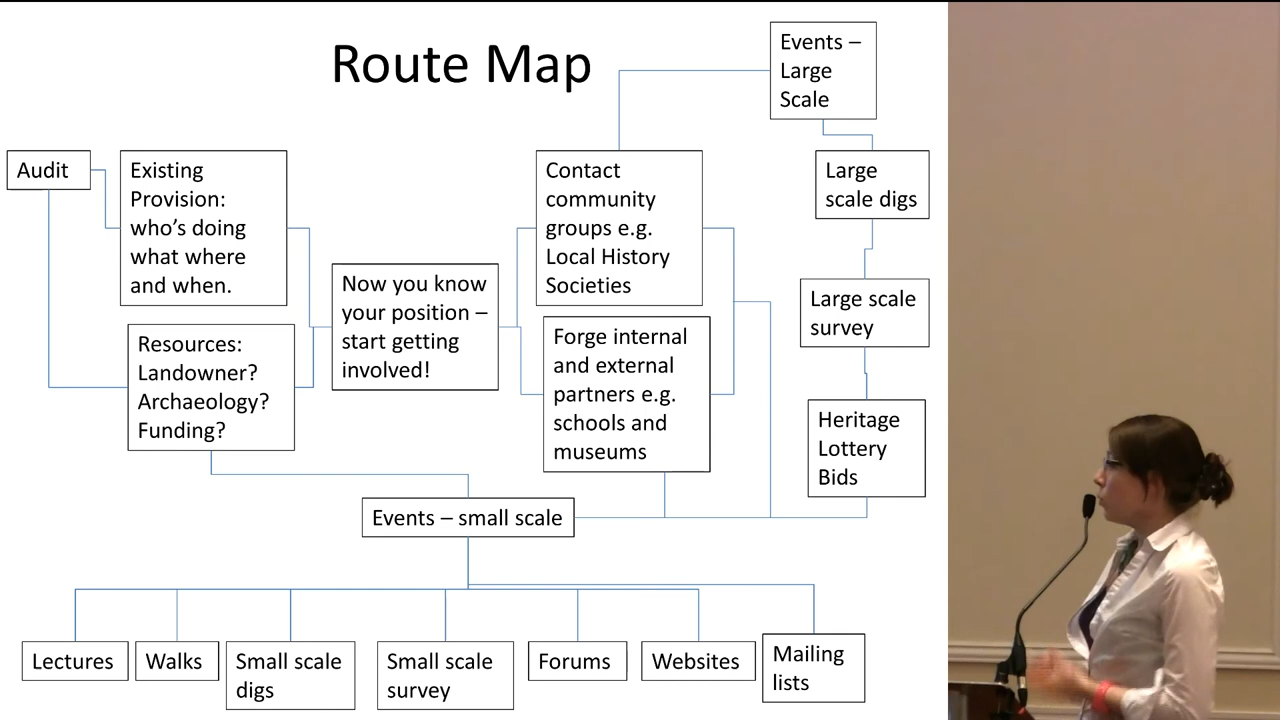 Route Map
Events –
Large
Scale
Audit
Existing
Provision:
who's doing
what where
and when.
Contact
community
groups e.g.
Local History
Societies
Large
scale digs
Now you know
your position –
start getting
involved!
Large scale
survey
Resources:
Landowner?
Archaeology?
Funding?
Forge internal
and external
partners e.g.
schools and
museums
Heritage
Lottery
Bids
Events – small scale
Lectures
Walks
Small scale
digs
Small scale
survey
Forums
Websites
Mailing
lists